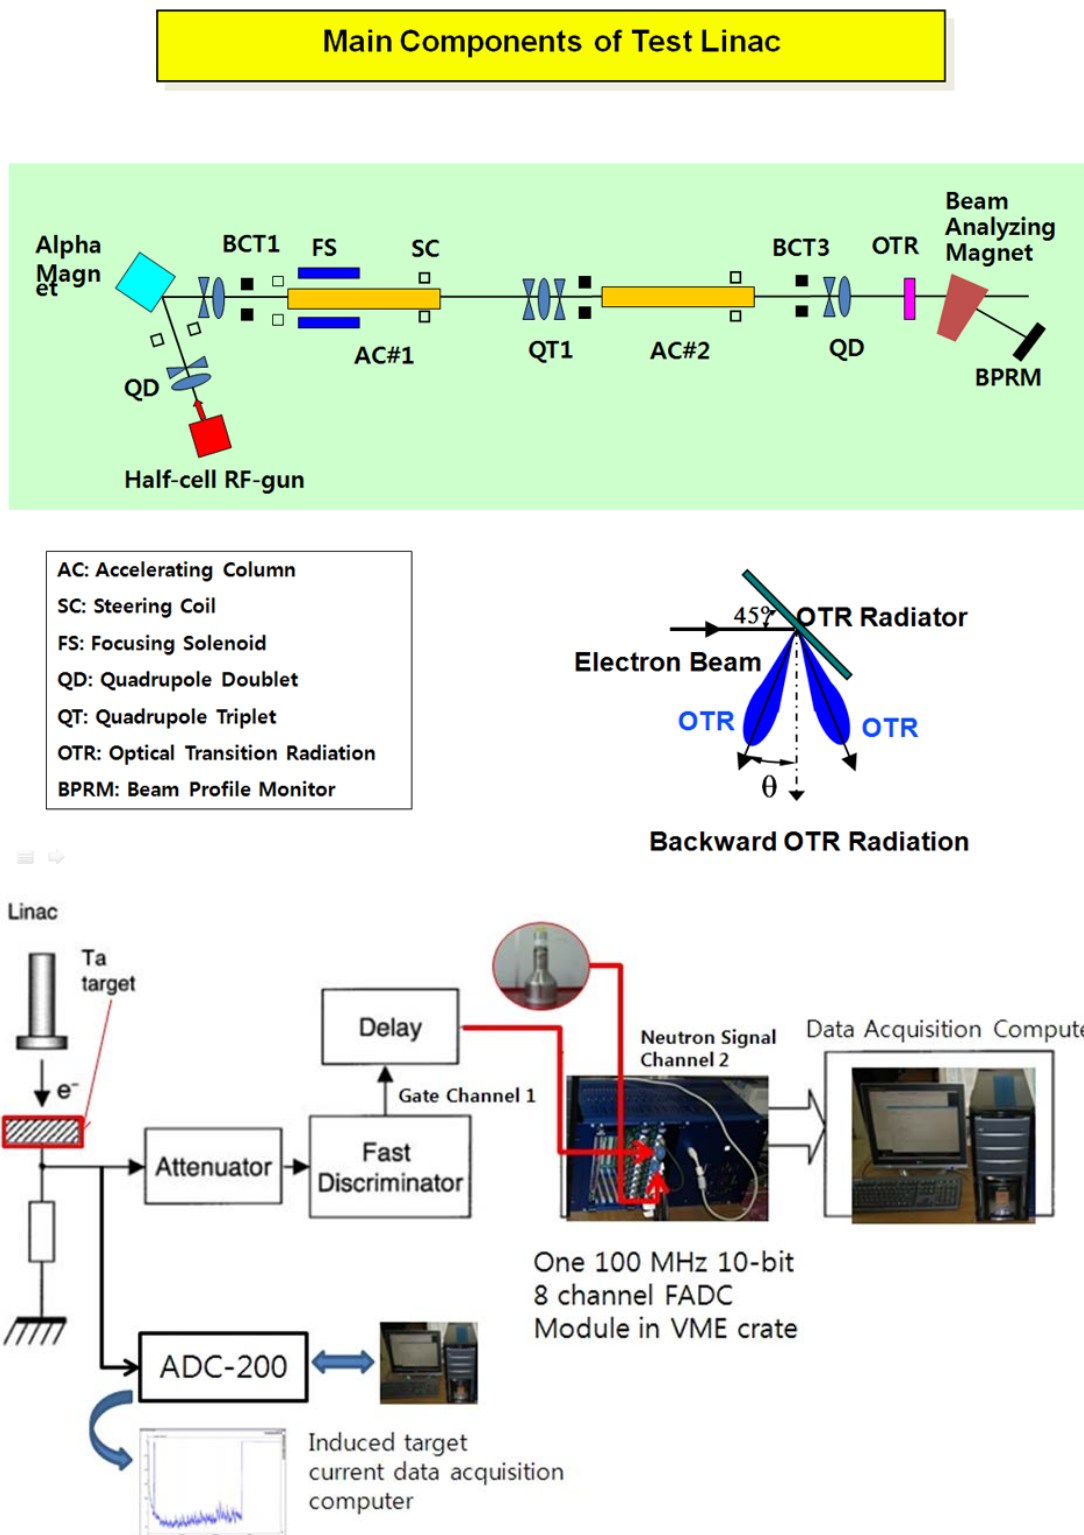 Main Components of Test Linac
Beam
Analyzing
Magnet
Alpha
Magn
et
BCT1
FS
SC
BCT3
OTR
QD
AC#1
QT1
AC#2
QD
BPRM
Half-cell RF-gun
AC: Accelerating Column
SC: Steering Coil
FS: Focusing Solenoid
QD: Quadrupole Doublet
QT: Quadrupole Triplet
OTR: Optical Transition Radiation
BPRM: Beam Profile Monitor
45º
OTR Radiator
Electron Beam
OTR
OTR
θ
Backward OTR Radiation
Linac
Ta
target
e⁻
Delay
Neutron Signal
Channel 2
Data Acquisition Compute
Gate Channel 1
Attenuator
Fast
Discriminator
One 100 MHz 10-bit
8 channel FADC
Module in VME crate
ADC-200
Induced target
current data acquisition
computer